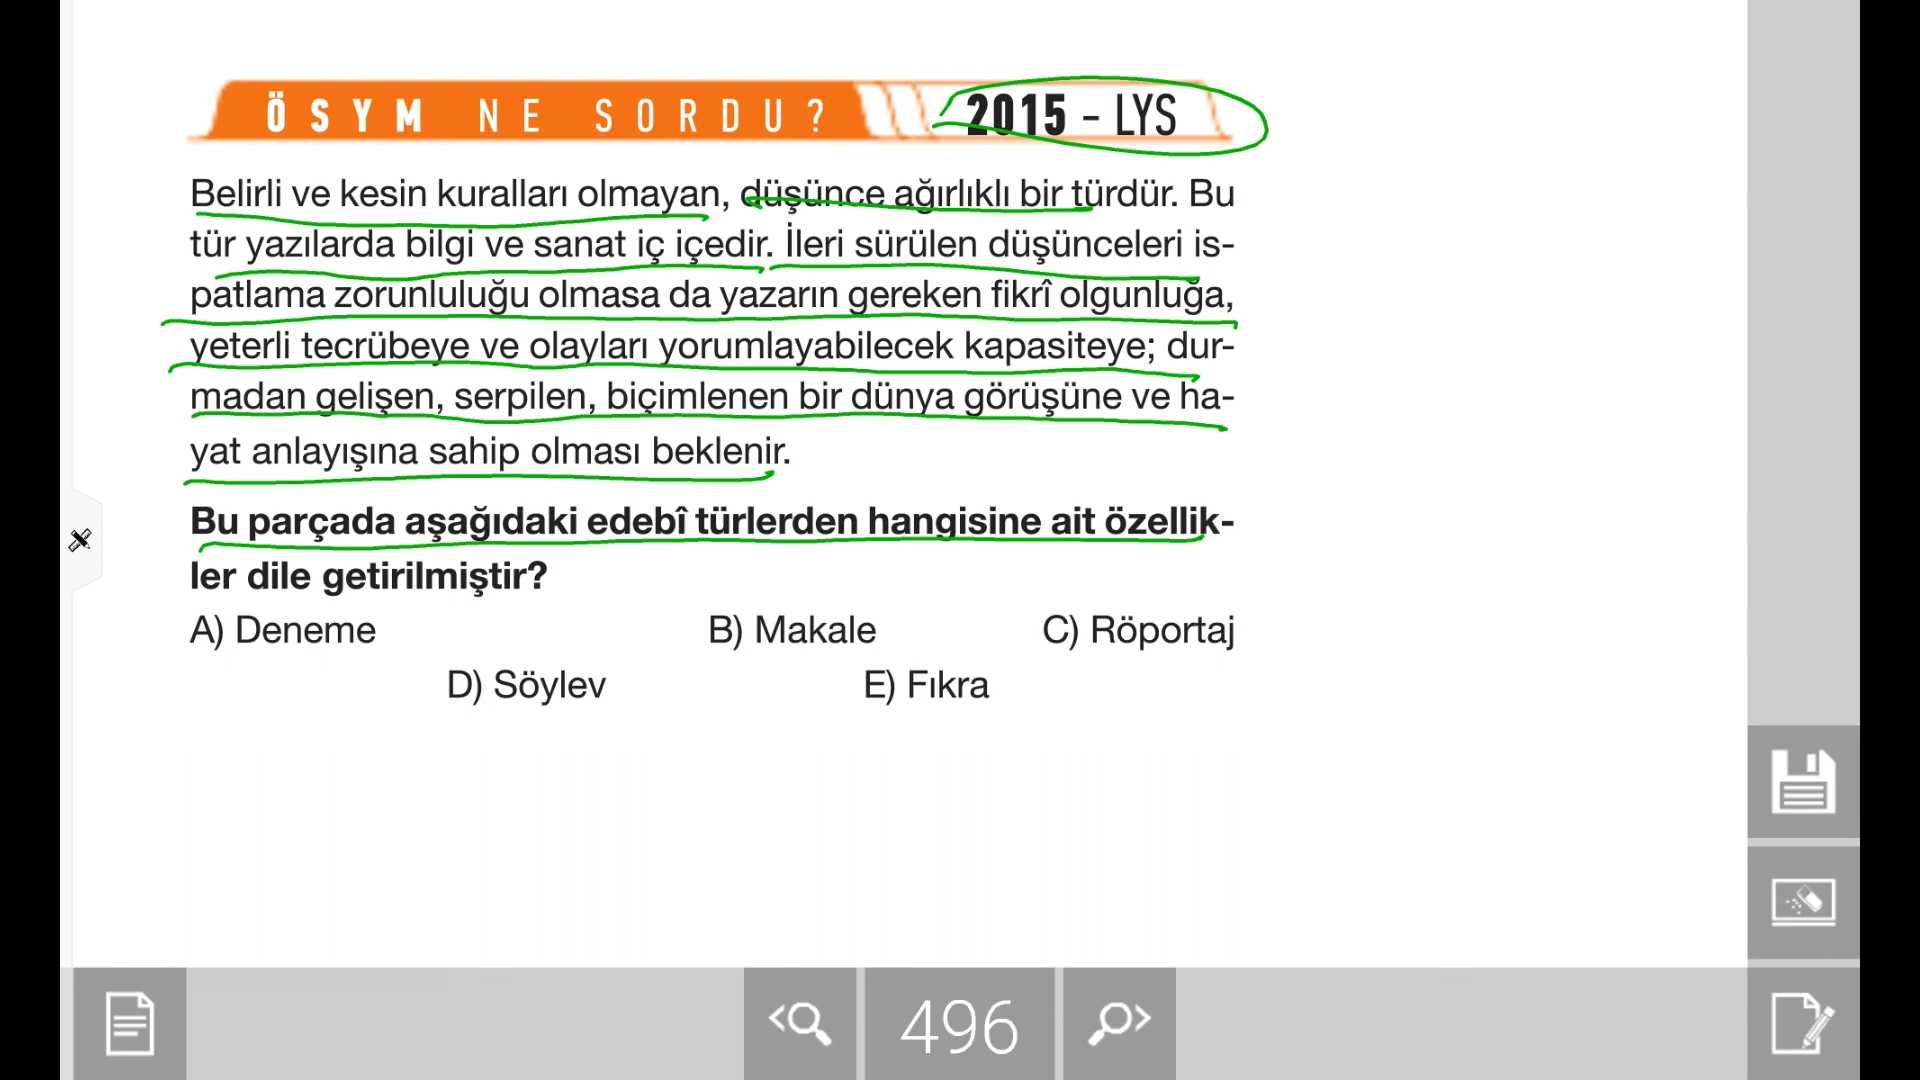 ÖSYM NE SORDU? 2015 - LYS
Belirli ve kesin kuralları olmayan, düşünce ağırlıklı bir türdür. Bu
tür yazılarda bilgi ve sanat iç içedir. İleri sürülen düşünceleri is-
patlama zorunluluğu olmasa da yazarın gereken fikrî olgunluğa,
yeterli tecrübeye ve olayları yorumlayabilecek kapasiteye; dur-
madan gelişen, serpilen, biçimlenen bir dünya görüşüne ve ha-
yat anlayışına sahip olması beklenir.
Bu parçada aşağıdaki edebî türlerden hangisine ait özellik-
ler dile getirilmiştir?
A) Deneme B) Makale C) Röportaj
D) Söylev E) Fıkra
496